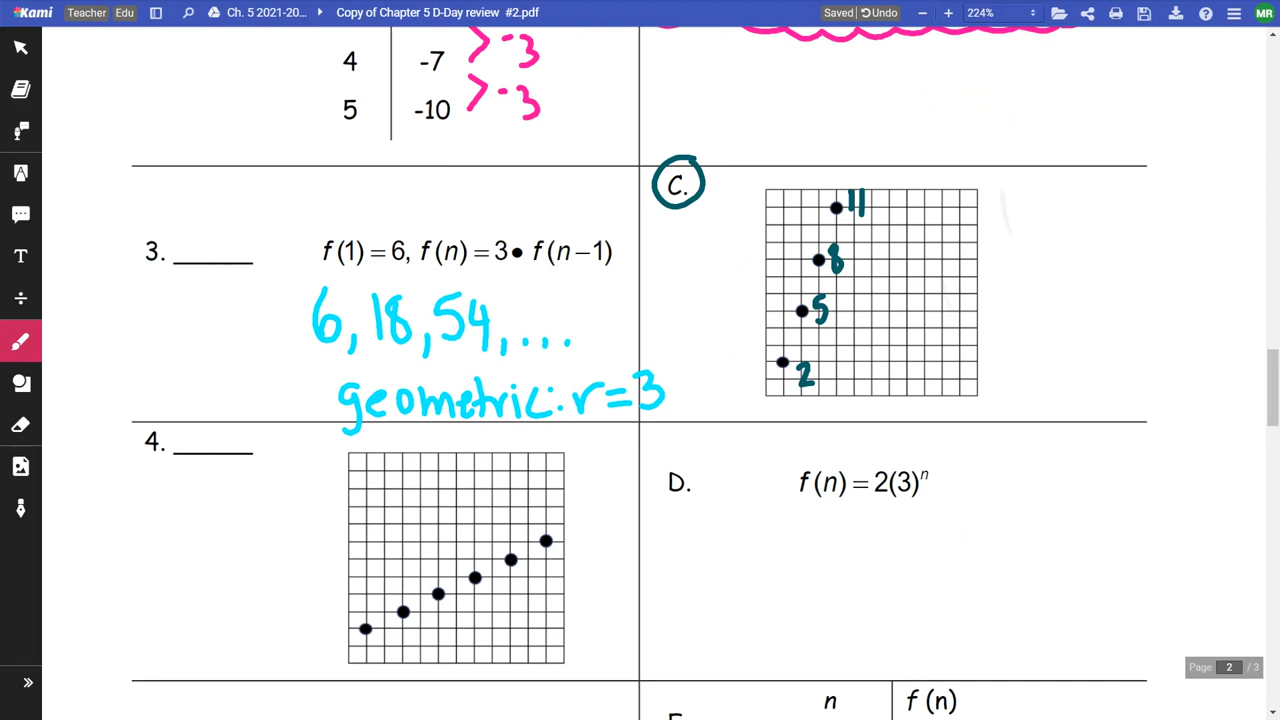 Kami Teacher Edu Ch. 5 2021-20... Copy of Chapter 5 D-Day review #2.pdf Saved Undo 224% MR
4 -7 > -3
5 -10 > -3
3. ______ f(1) = 6, f(n) = 3● f(n−1)
6, 18, 54, ...
geometric: r=3
C.
11
8
5
2
4. ______
D. f(n) = 2(3)ⁿ
n f(n)
Page 2 / 3